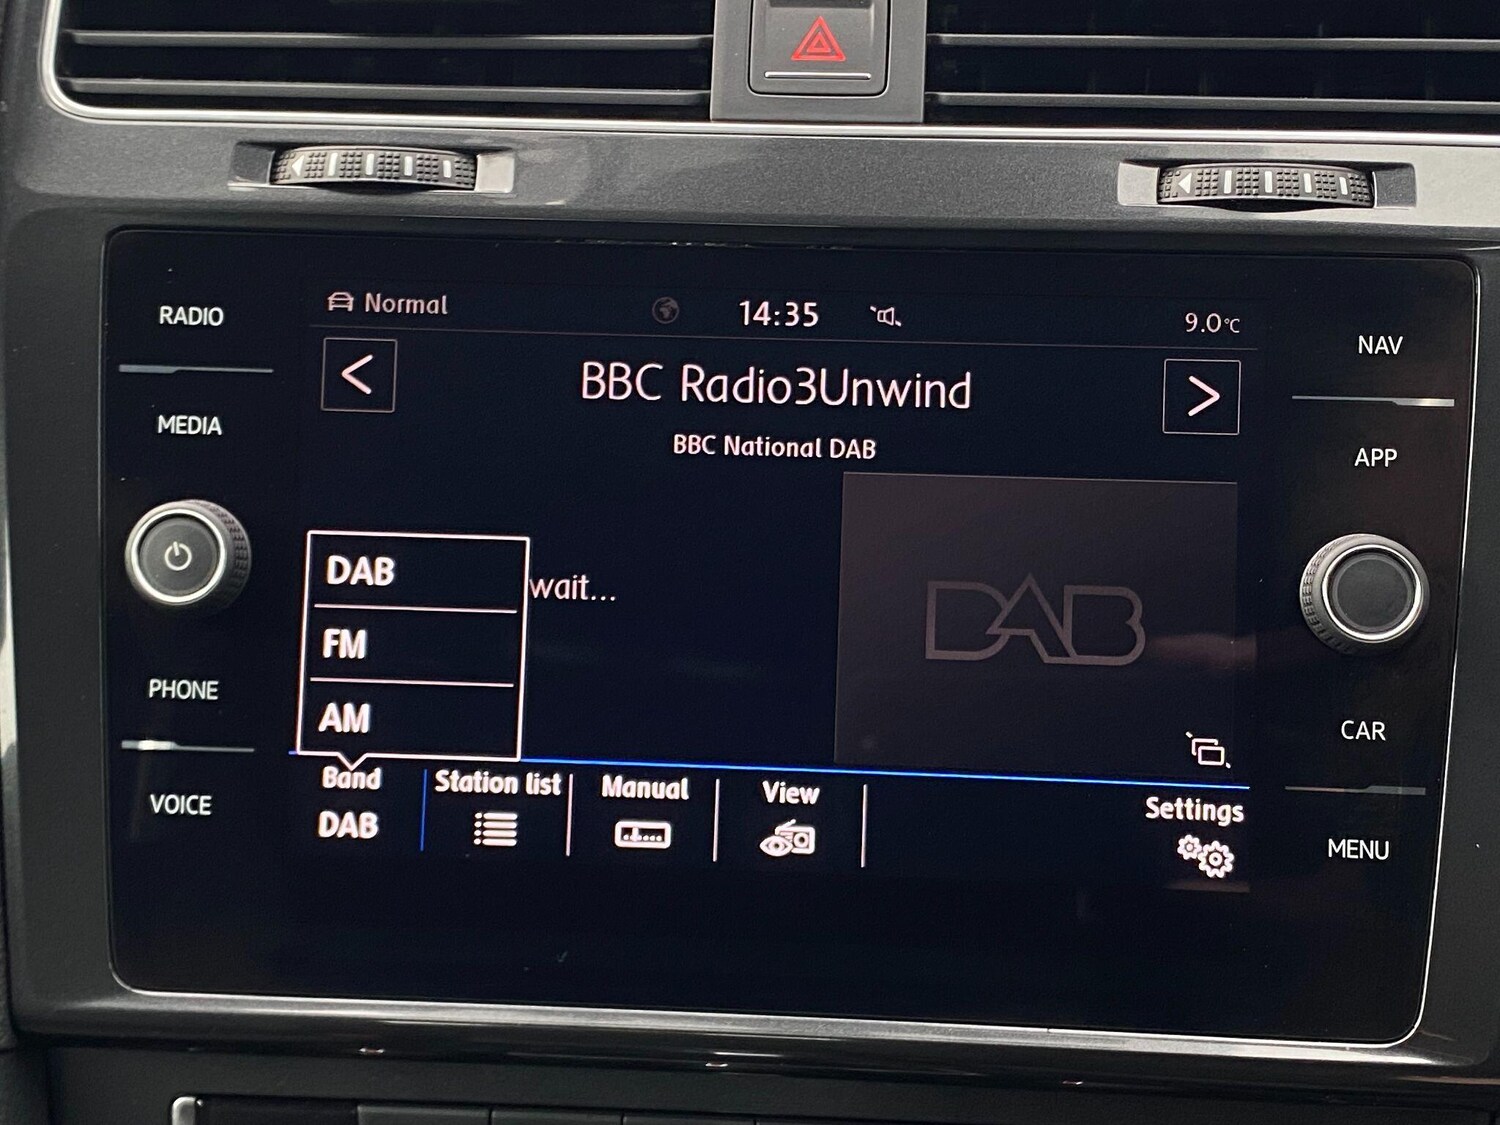 RADIO
MEDIA
PHONE
VOICE
Normal
14:35
9.0°C
<
BBC Radio3Unwind
>
BBC National DAB
wait...
DAB
FM
AM
DAB
Band
DAB
Station list
Manual
View
Settings
NAV
APP
CAR
MENU